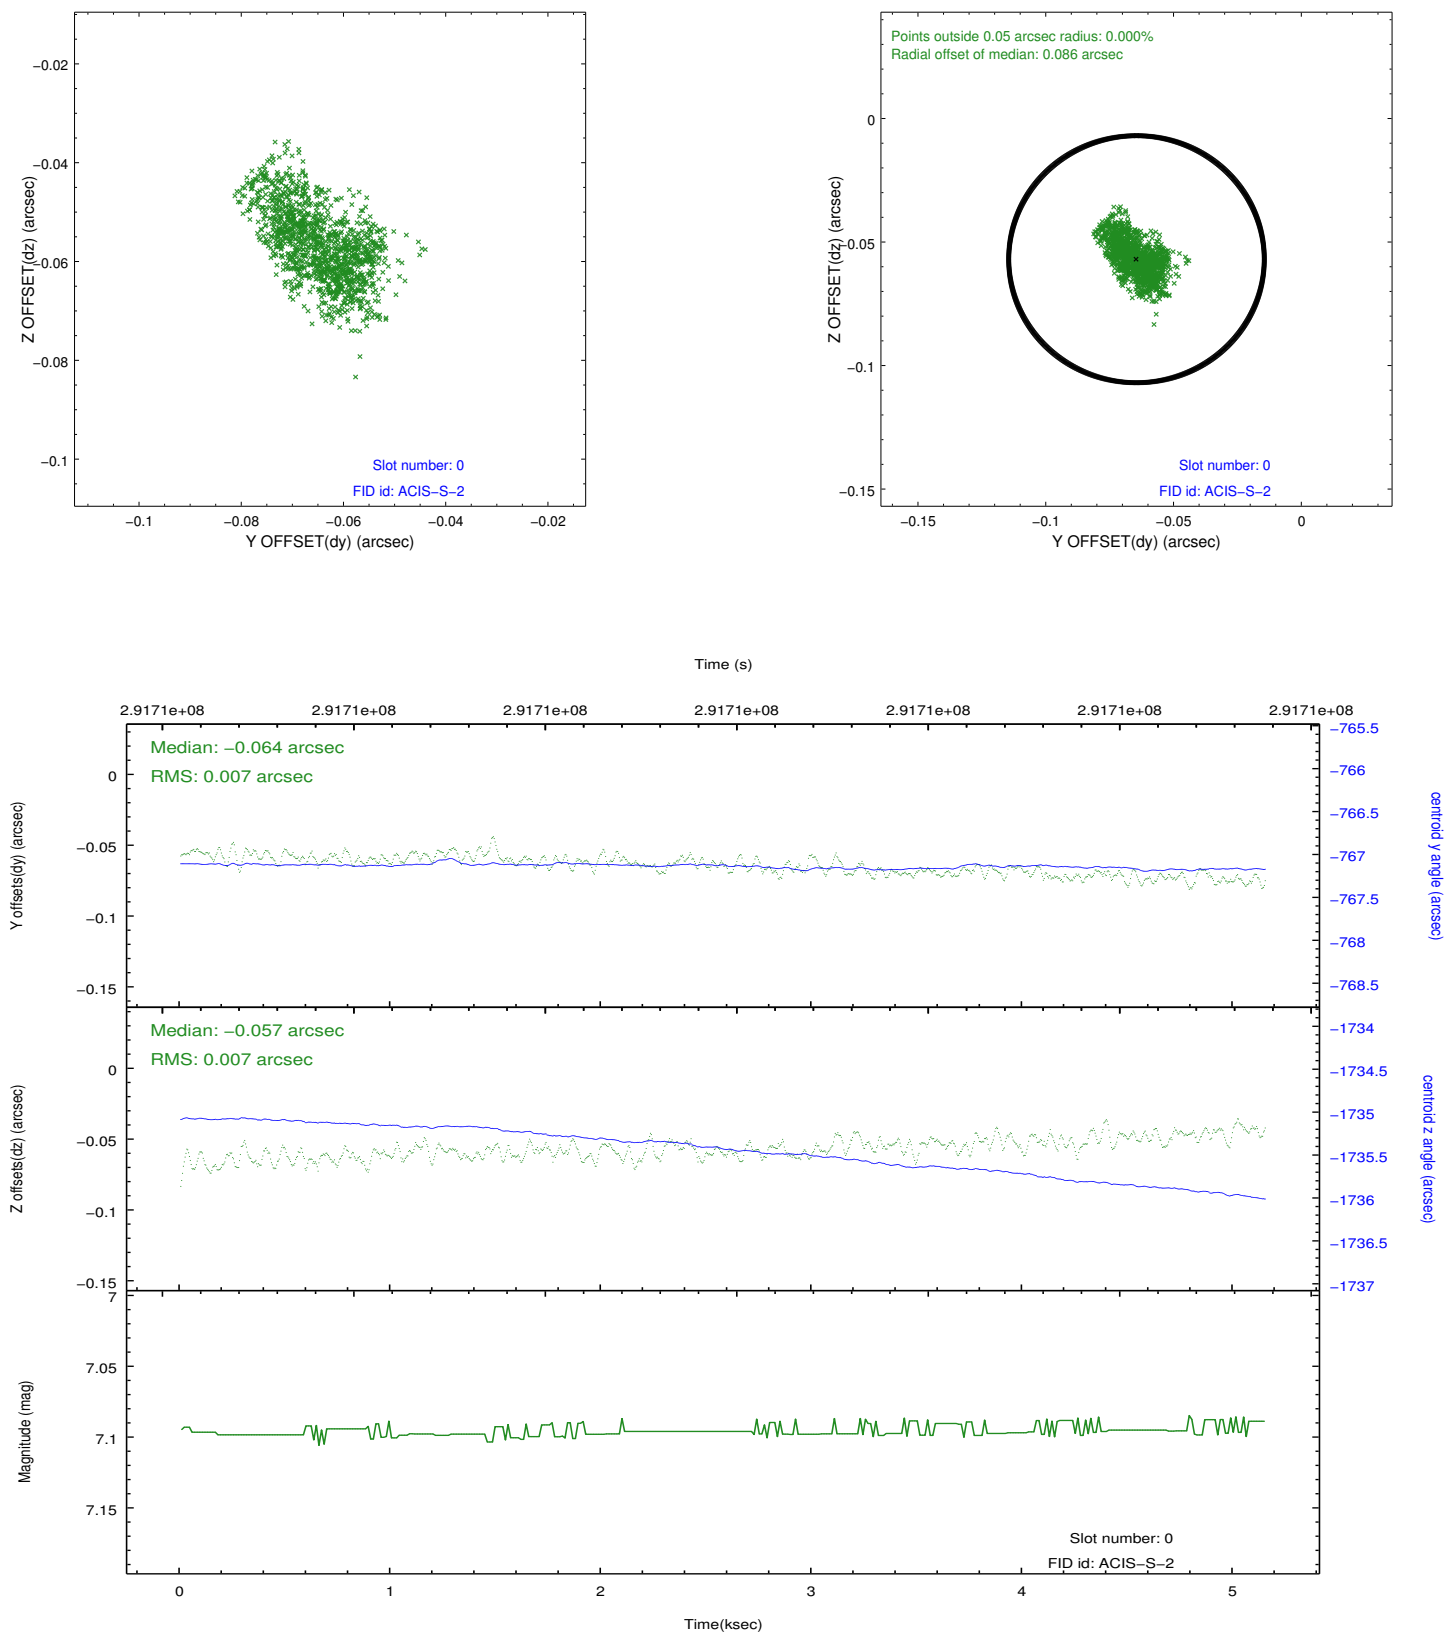 −0.02
−0.04
−0.06
−0.08
−0.1
Z OFFSET(dz) (arcsec)
Slot number: 0
FID id: ACIS−S−2
−0.1 −0.08 −0.06 −0.04 −0.02
Y OFFSET(dy) (arcsec)
Points outside 0.05 arcsec radius: 0.000%
Radial offset of median: 0.086 arcsec
0
−0.05
−0.1
−0.15
Z OFFSET(dz) (arcsec)
Slot number: 0
FID id: ACIS−S−2
−0.15 −0.1 −0.05 0
Y OFFSET(dy) (arcsec)
Time (s)
2.9171e+08 2.9171e+08 2.9171e+08 2.9171e+08 2.9171e+08 2.9171e+08 2.9171e+08
Median: −0.064 arcsec
RMS: 0.007 arcsec
0
−0.05
−0.1
−0.15
Y offsets(dy) (arcsec)
−765.5
−766
−766.5
−767
−767.5
−768
−768.5
centroid y angle (arcsec)
Median: −0.057 arcsec
RMS: 0.007 arcsec
0
−0.05
−0.1
−0.15
Z offsets(dz) (arcsec)
−1734
−1734.5
−1735
−1735.5
−1736
−1736.5
−1737
centroid z angle (arcsec)
7
7.05
7.1
7.15
Magnitude (mag)
Slot number: 0
FID id: ACIS−S−2
0 1 2 3 4 5
Time(ksec)